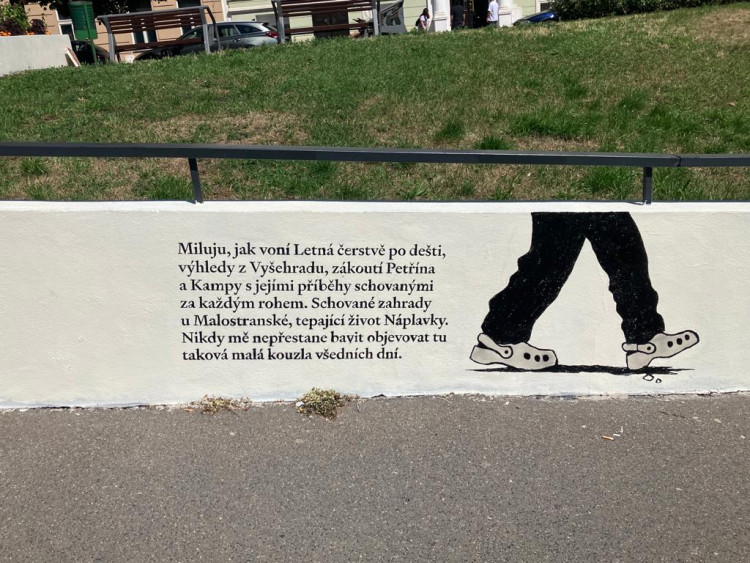 Miluju, jak voní Letná čerstvě po dešti,
výhledy z Vyšehradu, zákoutí Petřína
a Kampy s jejími příběhy schovanými
za každým rohem. Schované zahrady
u Malostranské, tepající život Náplavky.
Nikdy mě nepřestane bavit objevovat tu
taková malá kouzla všedních dní.